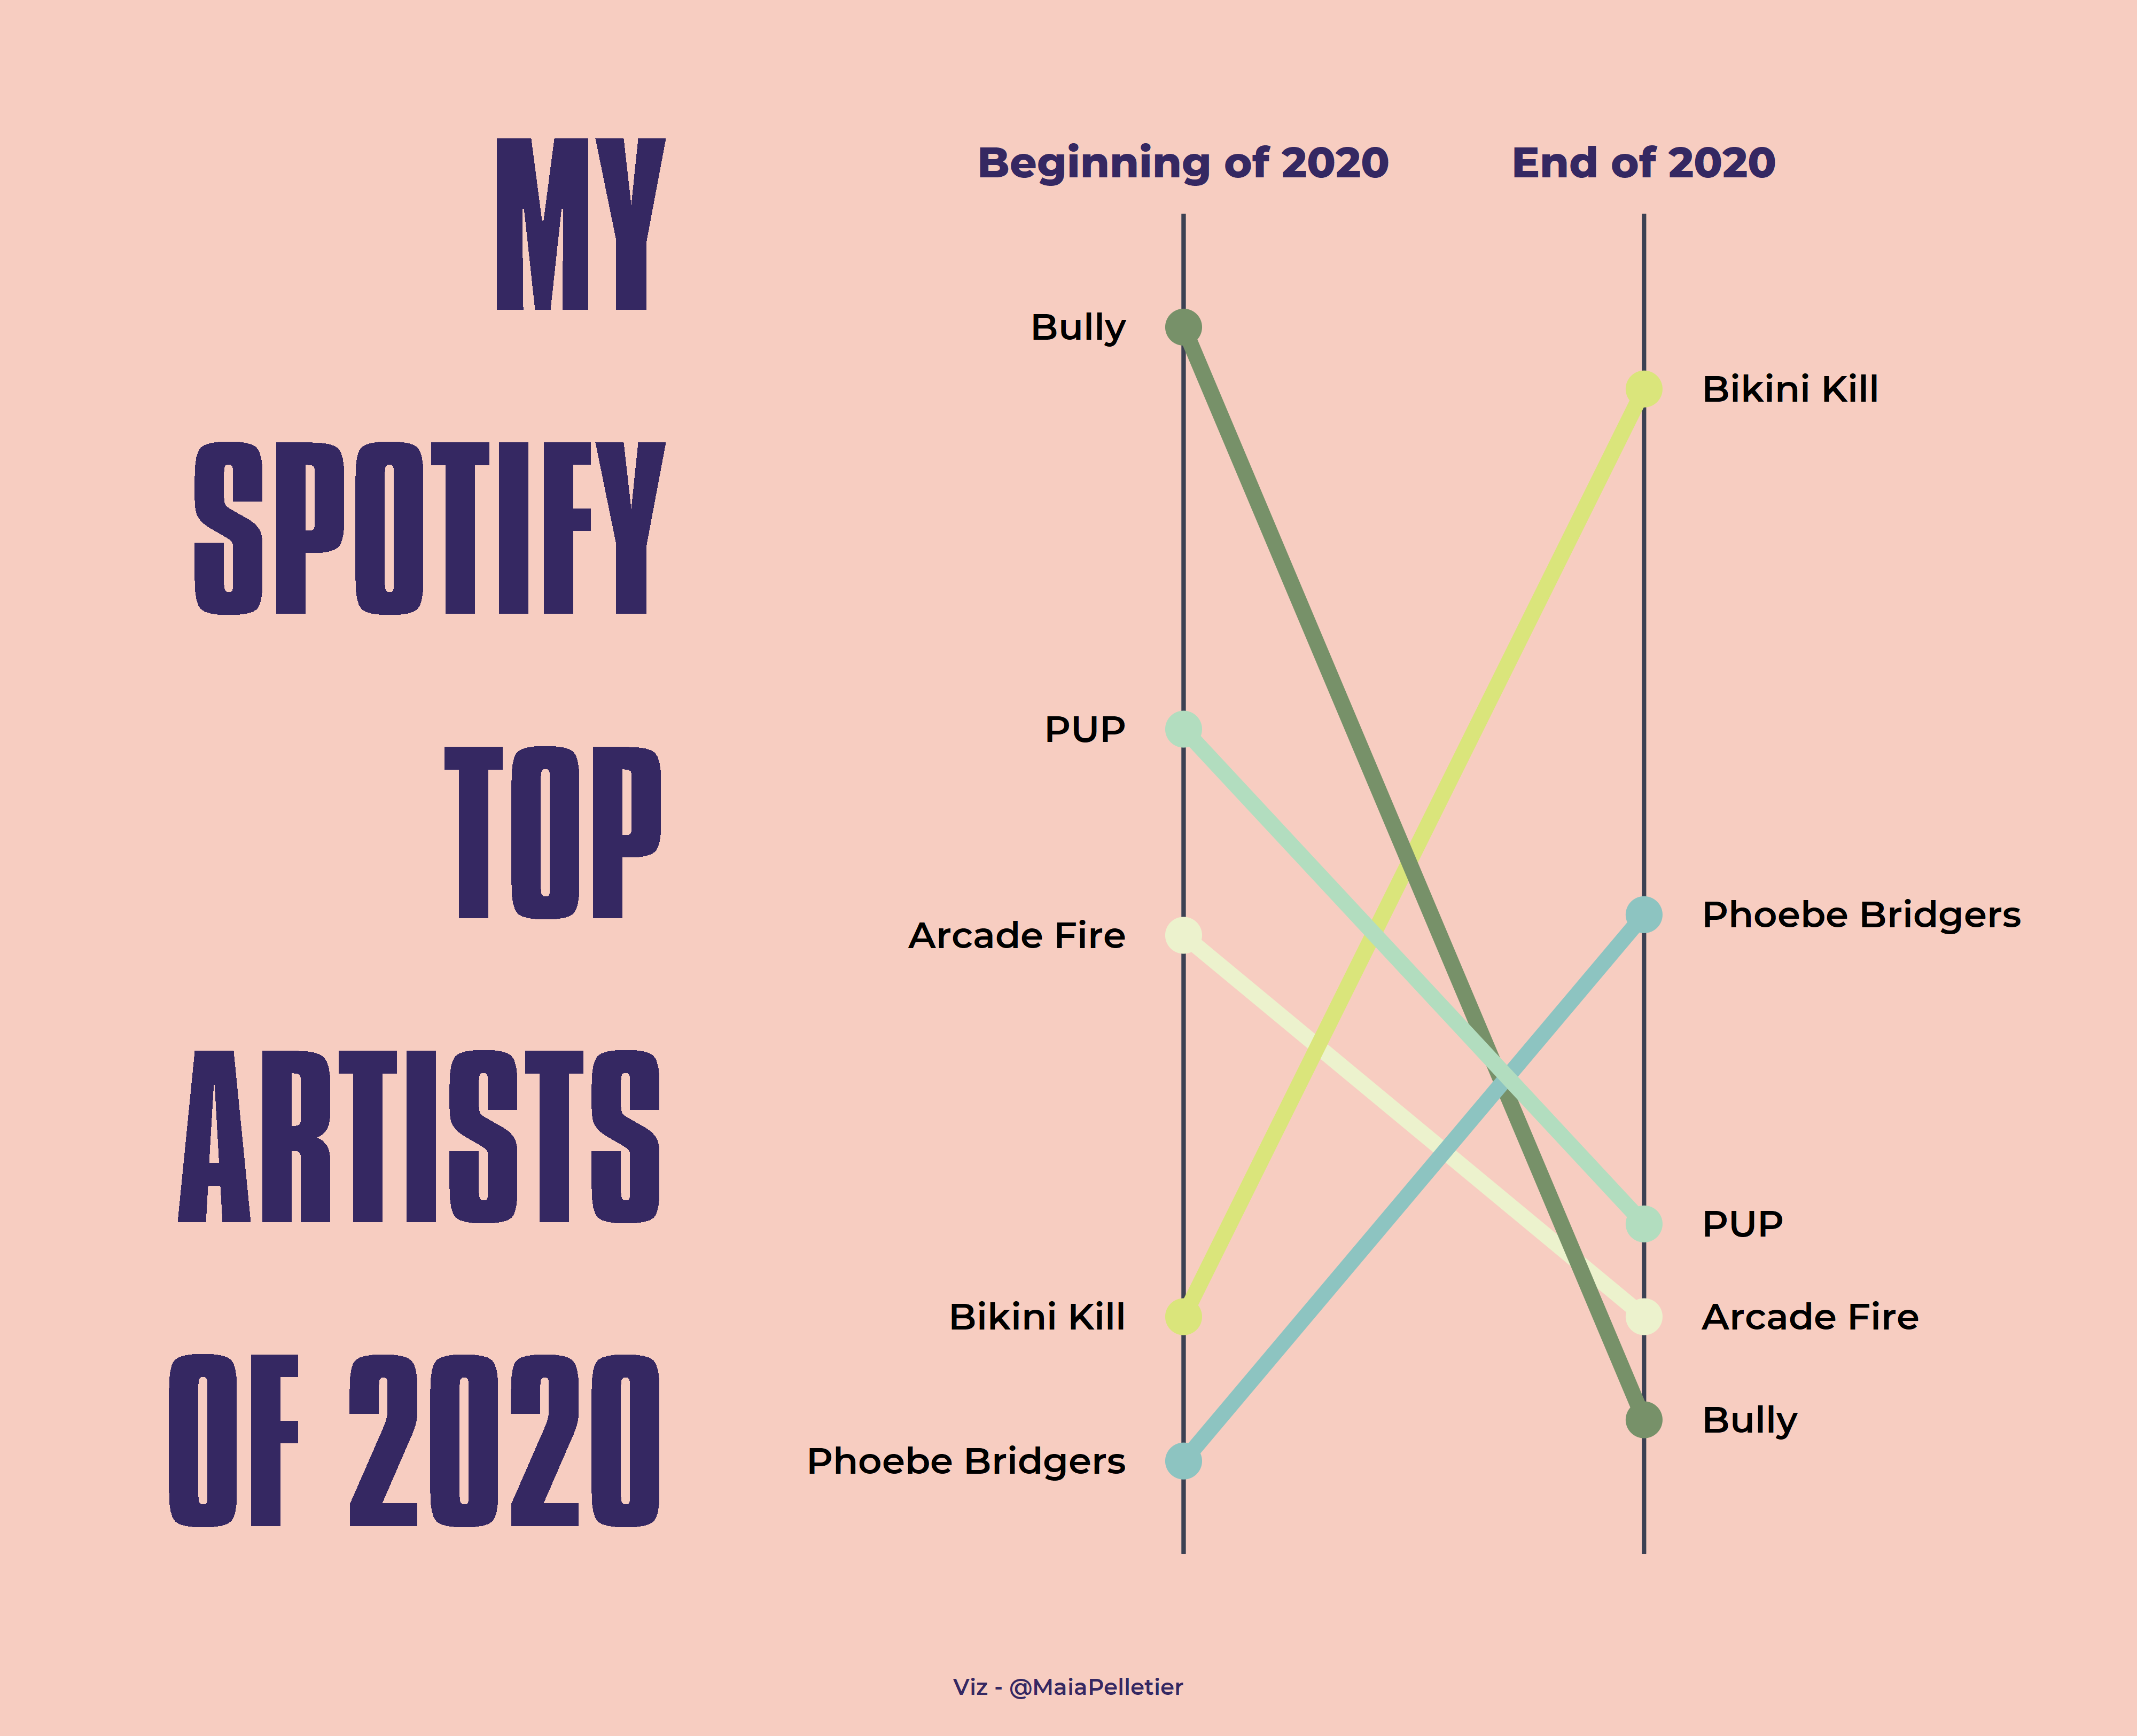 MY
SPOTIFY
TOP
ARTISTS
OF 2020
Beginning of 2020
End of 2020
Bully
Bikini Kill
PUP
Phoebe Bridgers
Arcade Fire
PUP
Bikini Kill
Arcade Fire
Bully
Phoebe Bridgers
Viz - @MaiaPelletier